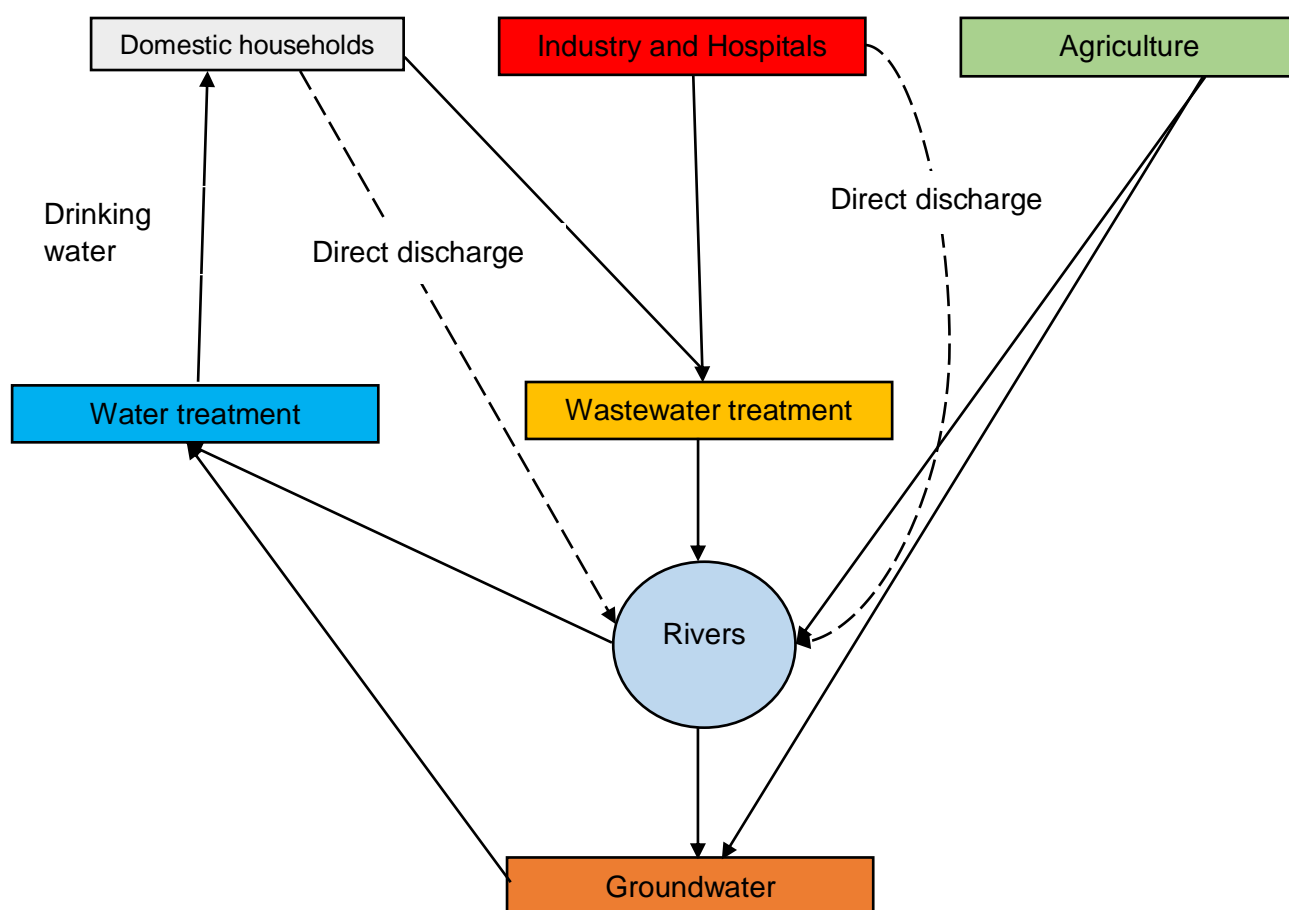 Domestic households
Industry and Hospitals
Agriculture
Drinking
water
Direct discharge
Direct discharge
Water treatment
Wastewater treatment
Rivers
Groundwater